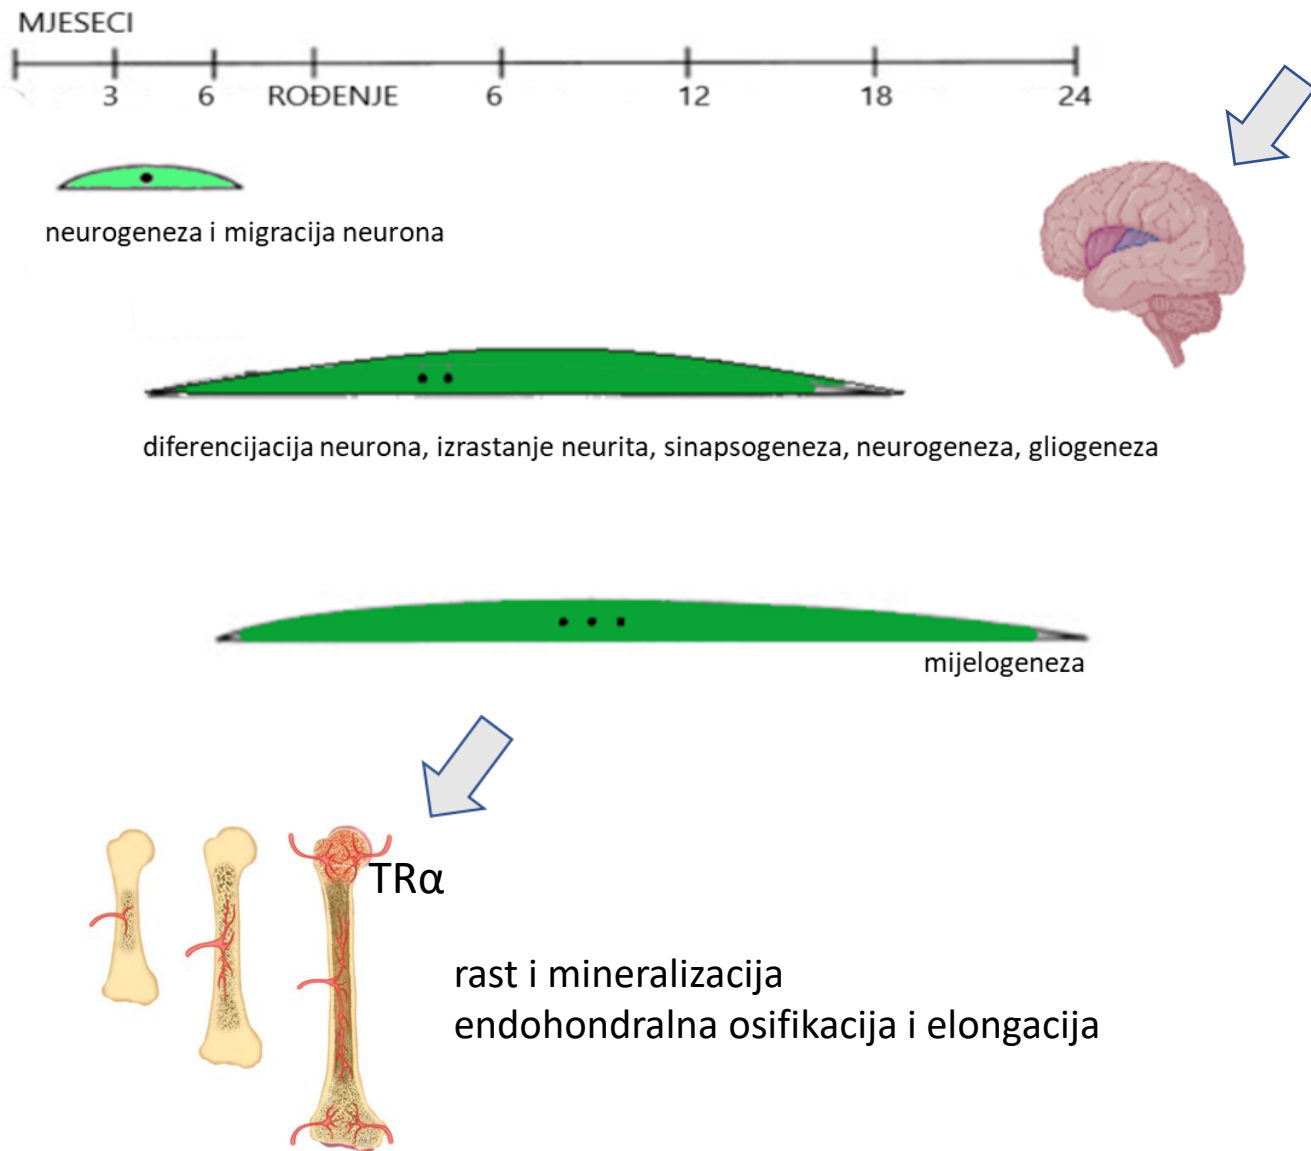 MJESECI
3 6 ROĐENJE 6 12 18 24
neurogeneza i migracija neurona
diferencijacija neurona, izrastanje neurita, sinapsogeneza, neurogeneza, gliogeneza
mijelogeneza
TRα
rast i mineralizacija
endohondralna osifikacija i elongacija